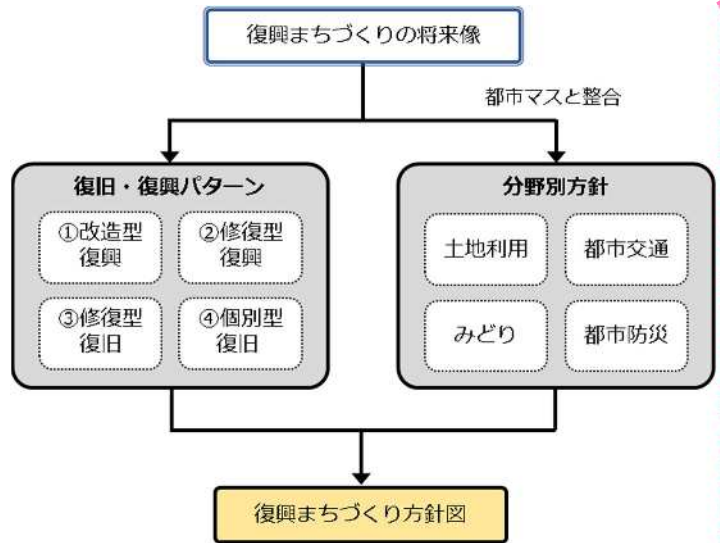 復興まちづくりの将来像
都市マスと整合
復旧・復興パターン
①改造型
復興
②修復型
復興
③修復型
復旧
④個別型
復旧
分野別方針
土地利用
都市交通
みどり
都市防災
復興まちづくり方針図